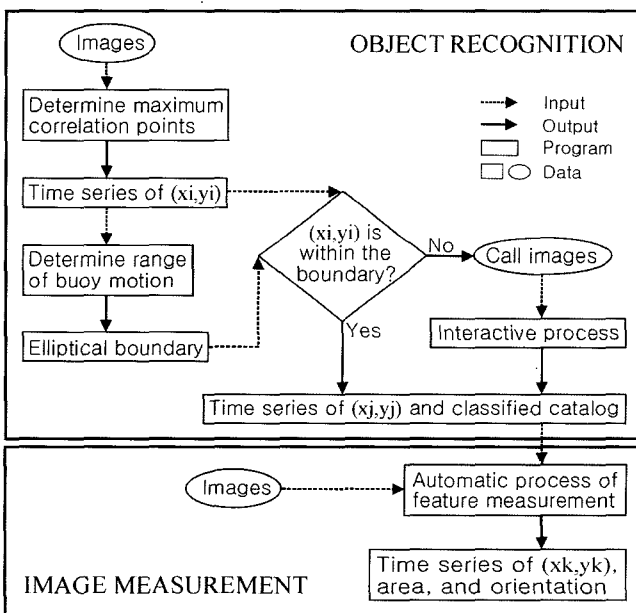 Images
OBJECT RECOGNITION
Determine maximum
correlation points
Input
Output
Program
Data
Time series of (xi,yi)
(xi,yi) is
within the
boundary?
No
Call images
Determine range
of buoy motion
Yes
Interactive process
Elliptical boundary
Time series of (xj,yj) and classified catalog
Images
Automatic process of
feature measurement
Time series of (xk,yk),
area, and orientation
IMAGE MEASUREMENT